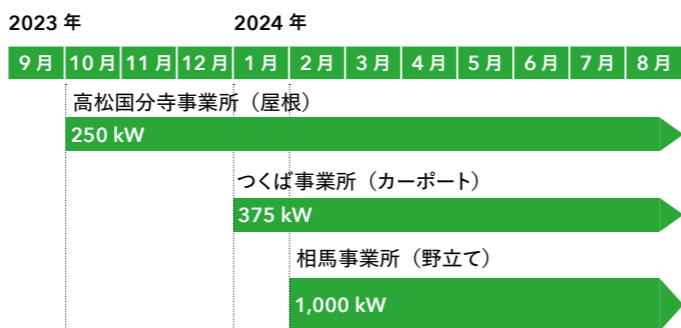 2023 年 2024 年
9 月 10 月 11 月 12 月 1 月 2 月 3 月 4 月 5 月 6 月 7 月 8 月
高松国分寺事業所（屋根）
250 kW
つくば事業所（カーポート）
375 kW
相馬事業所（野立て）
1,000 kW